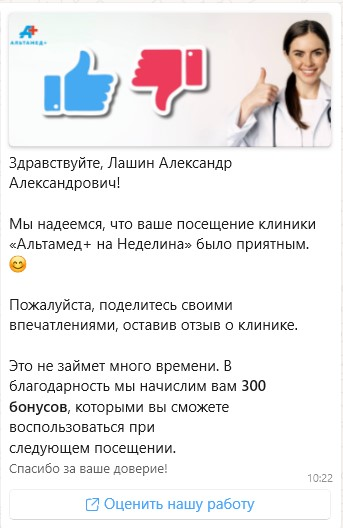 АЛЬТАМЕД+
Здравствуйте, Лашин Александр
Александрович!
Мы надеемся, что ваше посещение клиники
«Альтамед+ на Неделина» было приятным.
😊
Пожалуйста, поделитесь своими
впечатлениями, оставив отзыв о клинике.
Это не займет много времени. В
благодарность мы начислим вам 300
бонусов, которыми вы сможете
воспользоваться при
следующем посещении.
Спасибо за ваше доверие!
10:22
Оценить нашу работу